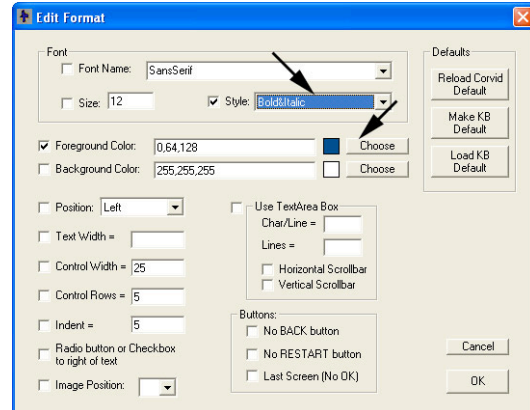 Edit Format
Font
Font Name: SansSerif
Size: 12 Style: Bold&Italic
Foreground Color: 0,64,128 Choose
Background Color: 255,255,255 Choose
Position: Left
Text Width =
Control Width = 25
Control Rows = 5
Indent = 5
Radio button or Checkbox
to right of text
Image Position:
Use TextArea Box
Char/Line =
Lines =
Horizontal Scrollbar
Vertical Scrollbar
Buttons:
No BACK button
No RESTART button
Last Screen (No OK)
Defaults
Reload Corvid
Default
Make KB
Default
Load KB
Default
Cancel
OK